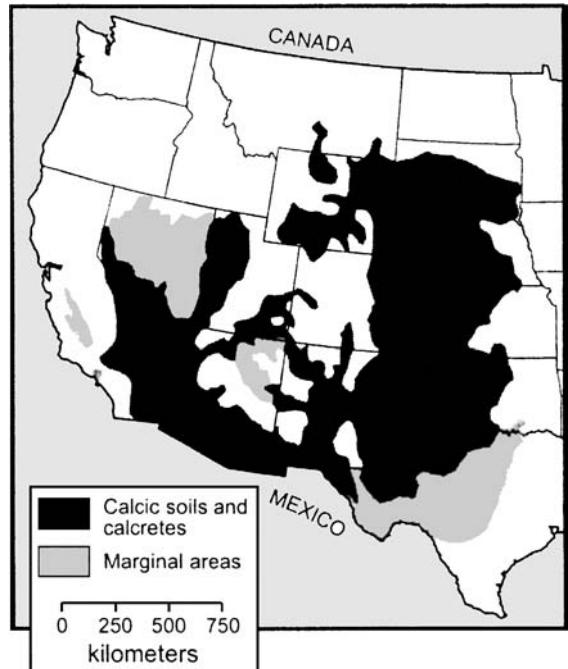 CANADA
MEXICO
Calcic soils and
calcretes
Marginal areas
0 250 500 750
kilometers